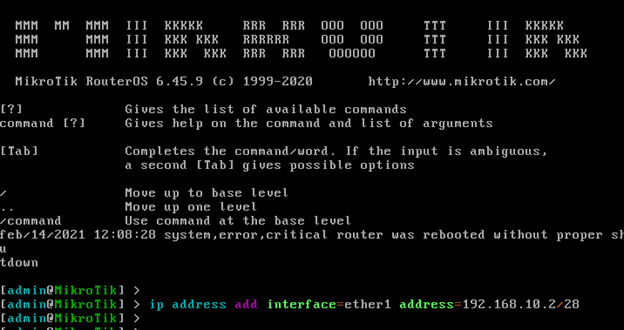 MMM  MM  MMM  III  KKKKK     RRR  RRR  OOO  OOO     TTT     III  KKKKK
MMM      MMM  III  KKK KKK   RRRRRR    OOO  OOO     TTT     III  KKK KKK
MMM      MMM  III  KKK  KKK  RRR  RRR   OOOOOO      TTT     III  KKK  KKK
MikroTik RouterOS 6.45.9 (c) 1999-2020       http://www.mikrotik.com/
[?]             Gives the list of available commands
command [?]     Gives help on the command and list of arguments
[Tab]           Completes the command/word. If the input is ambiguous,
a second [Tab] gives possible options
/               Move up to base level
..              Move up one level
/command        Use command at the base level
feb/14/2021 12:08:28 system,error,critical router was rebooted without proper sh
u
tdown
[admin@MikroTik] >
[admin@MikroTik] > ip address add interface=ether1 address=192.168.10.2/28
[admin@MikroTik] >
[admin@MikroTik] >